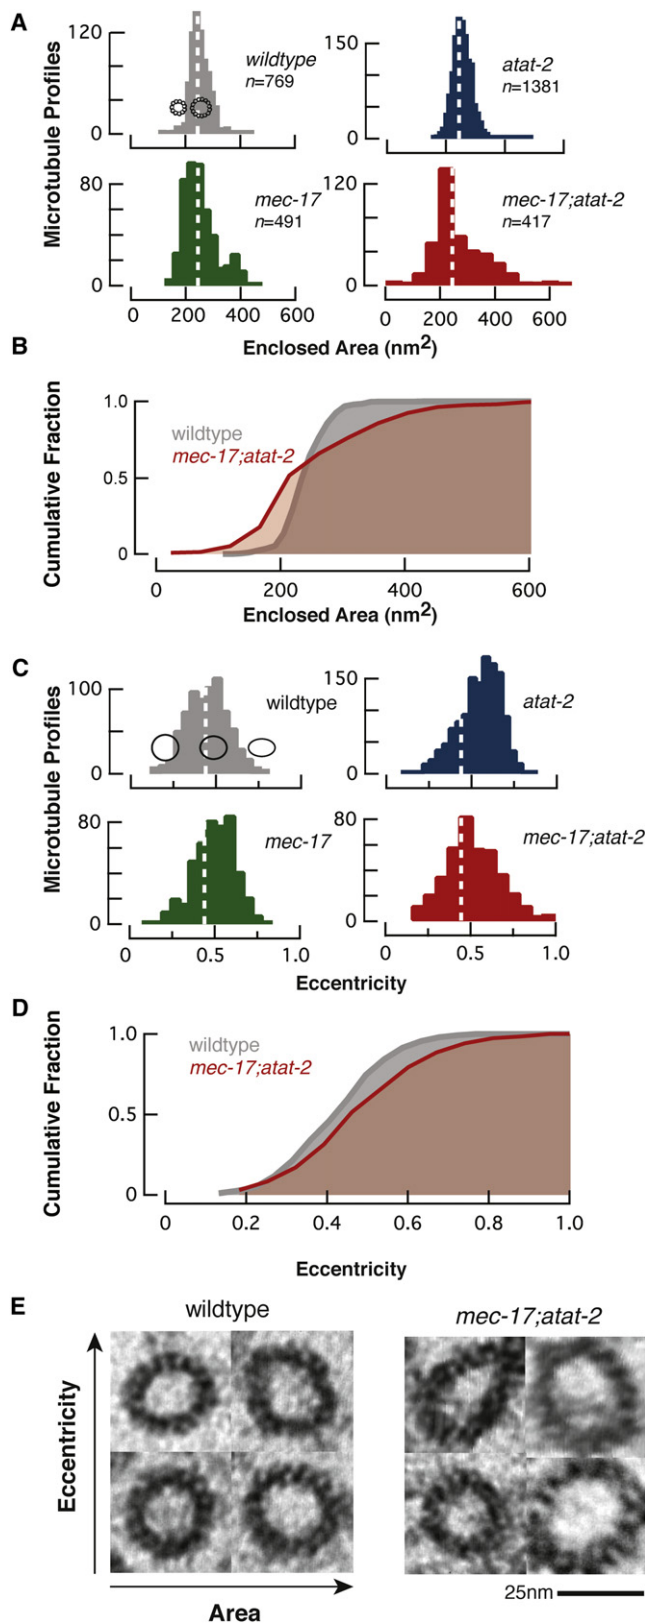 A
120
0
Microtubule Profiles
wildtype
n=769
150
0
atat-2
n=1381
80
0
mec-17
n=491
120
0
mec-17;atat-2
n=417
0 200 400 600
0 200 400 600
Enclosed Area (nm2)
B
1.0
0.5
0
Cumulative Fraction
wildtype
mec-17;atat-2
0 200 400 600
Enclosed Area (nm2)
C
100
0
Microtubule Profiles
wildtype
150
0
atat-2
80
0
mec-17
80
0
mec-17;atat-2
0 0.5 1.0
0 0.5 1.0
Eccentricity
D
1.0
0.5
0
Cumulative Fraction
wildtype
mec-17;atat-2
0 0.2 0.4 0.6 0.8 1.0
Eccentricity
E
wildtype
mec-17;atat-2
Eccentricity
Area
25nm